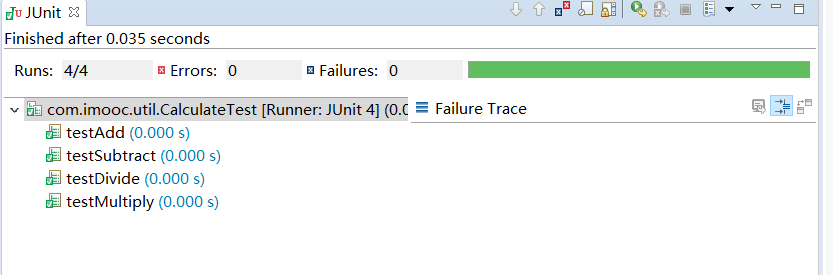 JUnit
Finished after 0.035 seconds
Runs: 4/4 Errors: 0 Failures: 0
com.imooc.util.CalculateTest [Runner: JUnit 4] (0.0 Failure Trace
testAdd (0.000 s)
testSubtract (0.000 s)
testDivide (0.000 s)
testMultiply (0.000 s)